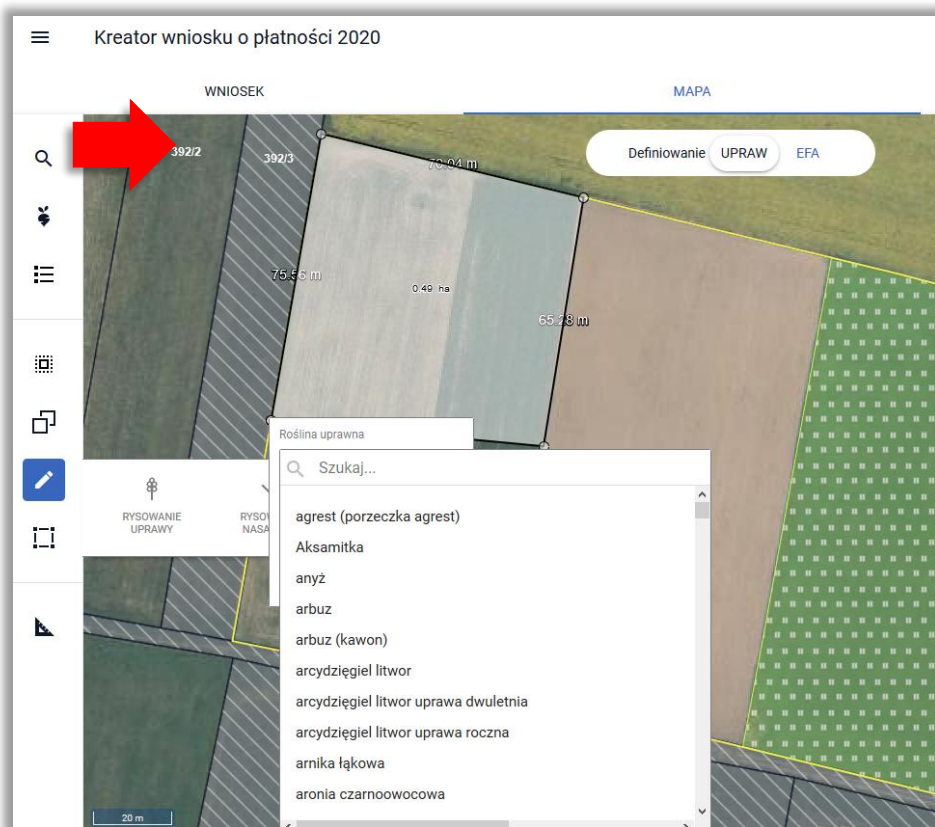 Kreator wniosku o płatności 2020
WNIOSEK
MAPA
392/2
392/3
Definiowanie UPRAW EFA
78.04 m
75.56 m
0.49 ha
65.28 m
Roślina uprawna
Szukaj...
RYSOWANIE
UPRAWY
agrest (porzeczka agrest)
Aksamitka
anyż
arbuz
arbuz (kawon)
arcydzięgiel litwor
arcydzięgiel litwor uprawa dwuletnia
arcydzięgiel litwor uprawa roczna
arnika łąkowa
aronia czarnoowocowa
20 m